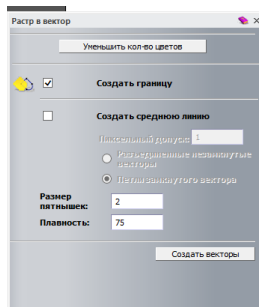 Растр в вектор
Уменьшить кол-во цветов
Создать границу
Создать среднюю линию
Пиксельный допуск: 1
Разъединенные незамкнутые
векторы
Петля замкнутого вектора
Размер
пятнышек:
2
Плавность:
75
Создать векторы